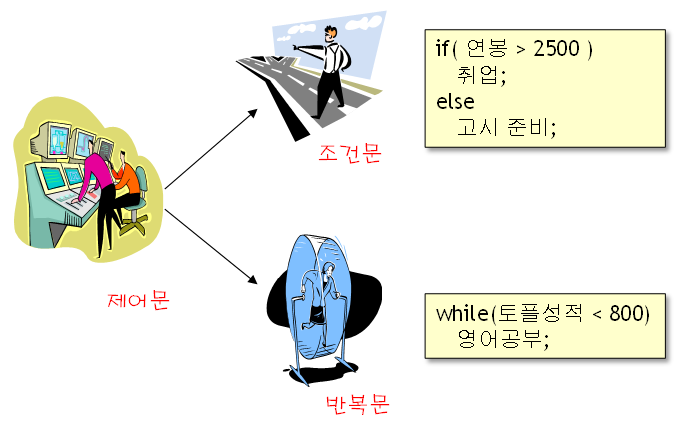 if( 연봉 > 2500 )
취업;
else
고시 준비;
조건문
제어문
while(토플성적 < 800)
영어공부;
반복문